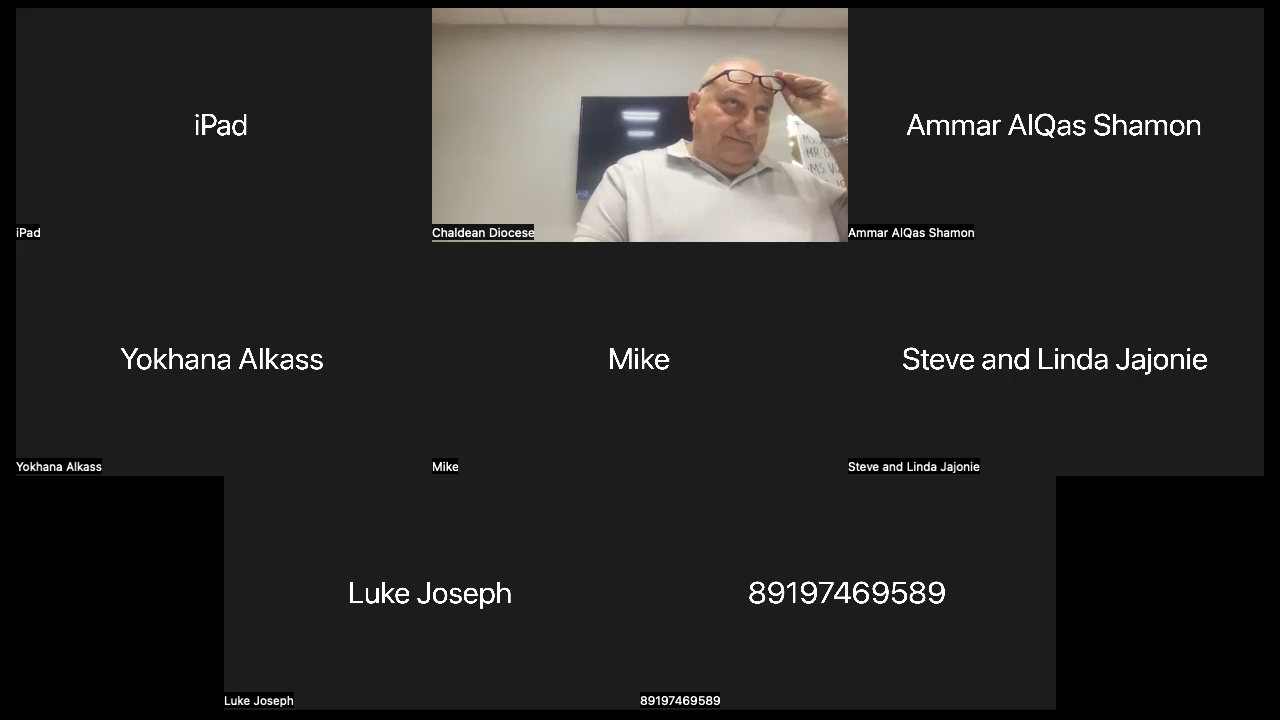 iPad
iPad
Chaldean Diocese
Ammar AlQas Shamon
Ammar AlQas Shamon
Yokhana Alkass
Yokhana Alkass
Mike
Mike
Steve and Linda Jajonie
Steve and Linda Jajonie
Luke Joseph
Luke Joseph
89197469589
89197469589